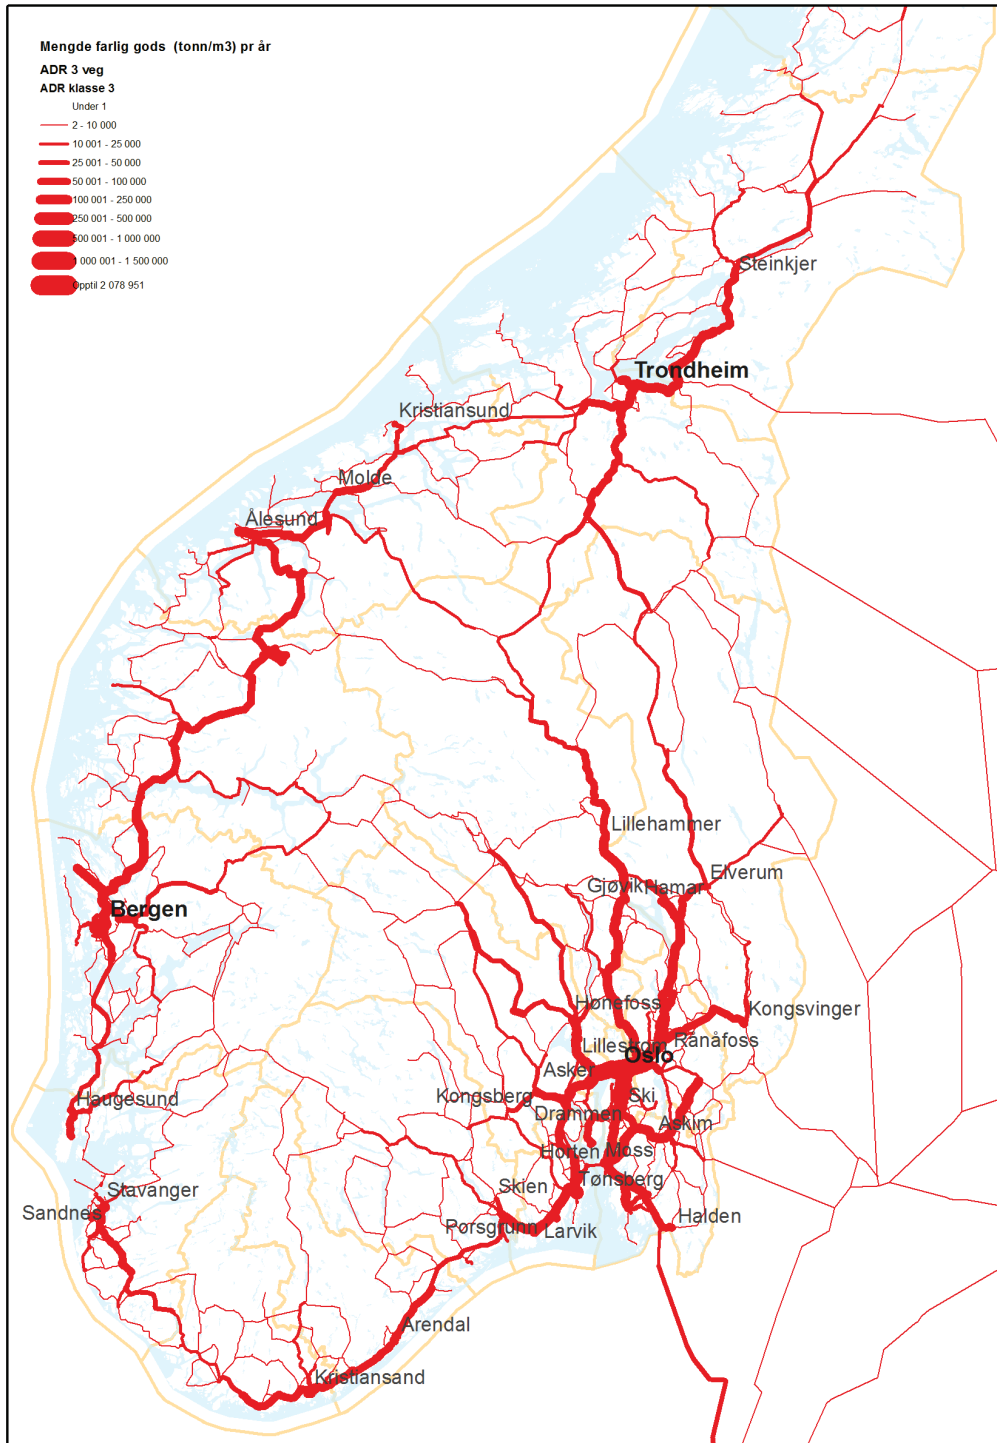 Mengde farlig gods (tonn/m3) pr år
ADR 3 veg
ADR klasse 3
Under 1
2 - 10 000
10 001 - 25 000
25 001 - 50 000
50 001 - 100 000
100 001 - 250 000
250 001 - 500 000
500 001 - 1 000 000
1 000 001 - 1 500 000
Opptil 2 078 951
Steinkjer
Trondheim
Kristiansund
Molde
Ålesund
Lillehammer
Elverum
Gjøvik
Hamar
Bergen
Hønefoss
Kongsvinger
Rånåfoss
Lillestrøm
Oslo
Asker
Kongsberg
Ski
Haugesund
Drammen
Askim
Horten
Moss
Tønsberg
Skien
Stavanger
Sandnes
Halden
Porsgrunn
Larvik
Arendal
Kristiansand